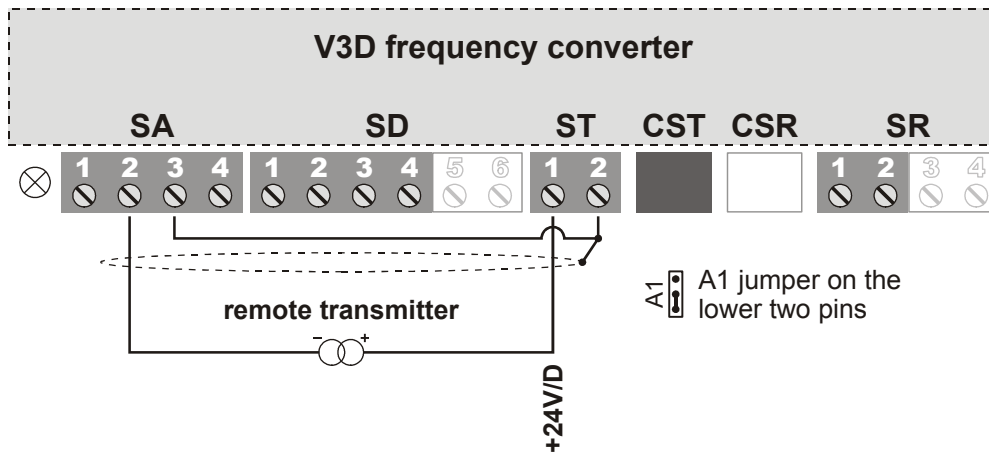 V3D frequency converter
SA SD ST CST CSR SR
1 2 3 4 1 2 3 4 5 6 1 2 1 2 3 4
A1 A1 jumper on the
lower two pins
remote transmitter
- +
+24V/D